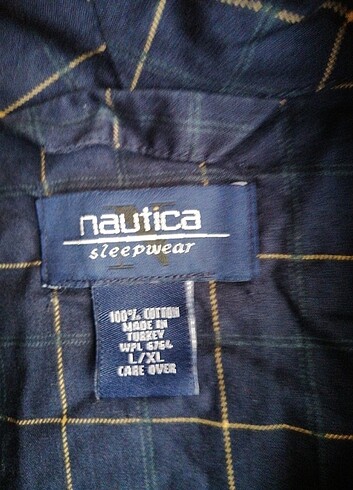 nautica
sleepwear
100% COTTON
MADE IN
TURKEY
WPL 6764
L/XL
CARE OVER